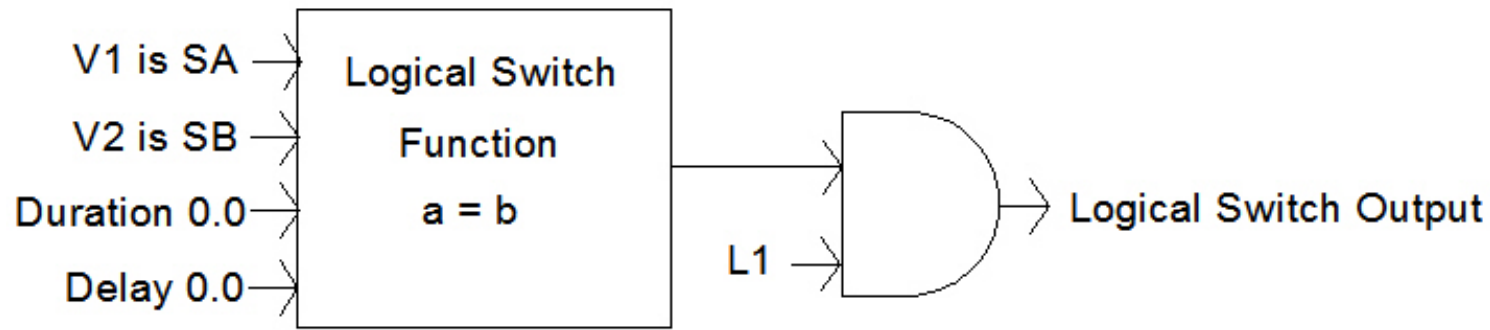 V1 is SA
V2 is SB
Duration 0.0
Delay 0.0
Logical Switch
Function
a = b
L1
Logical Switch Output